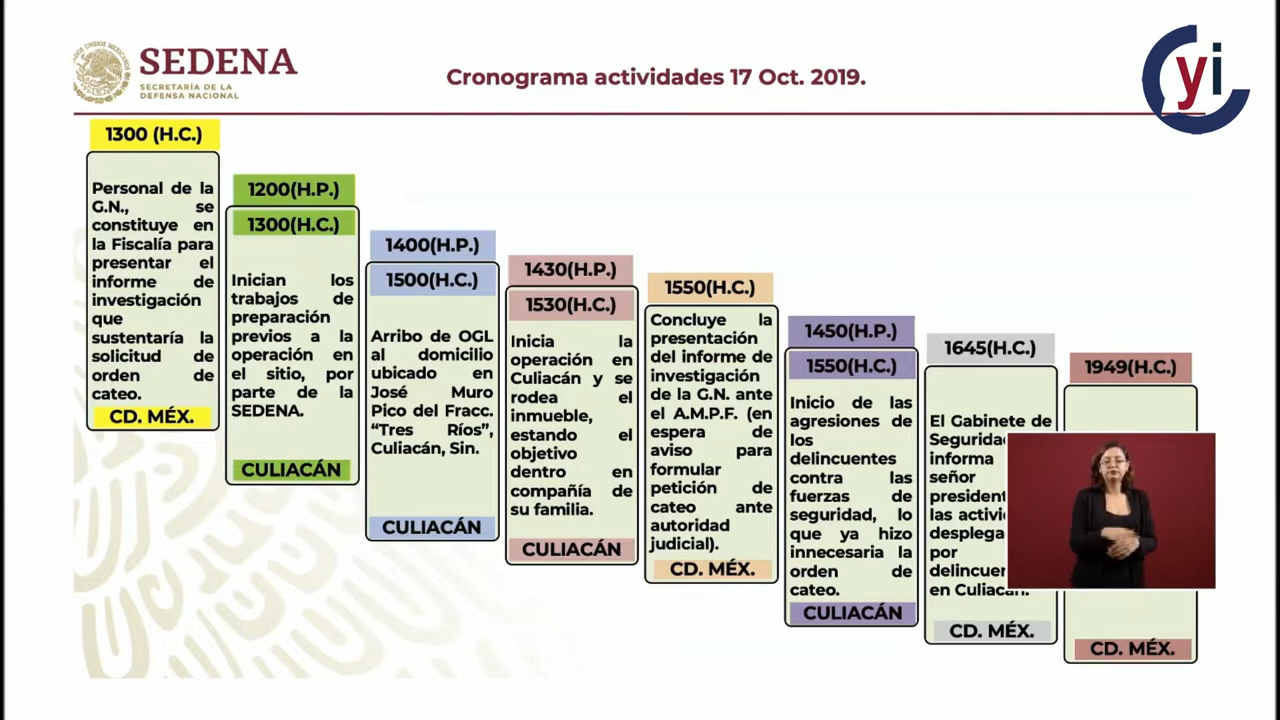 SEDENA
SECRETARÍA DE LA
DEFENSA NACIONAL
Cronograma actividades 17 Oct. 2019.
yi
1300 (H.C.)
Personal de la
G.N., se
constituye en
la Fiscalía para
presentar el
informe de
investigación
que
sustentaría la
solicitud de
orden de
cateo.
CD. MÉX.
1200(H.P.)
1300(H.C.)
Inician los
trabajos de
preparación
previos a la
operación en
el sitio, por
parte de la
SEDENA.
CULIACÁN
1400(H.P.)
1500(H.C.)
Arribo de OGL
al domicilio
ubicado en
José Muro
Pico del Fracc.
“Tres Ríos”,
Culiacán, Sin.
CULIACÁN
1430(H.P.)
1530(H.C.)
Inicia la
operación en
Culiacán y se
rodea el
inmueble,
estando el
objetivo
dentro en
compañía de
su familia.
CULIACÁN
1550(H.C.)
Concluye la
presentación
del informe de
investigación
de la G.N. ante
el A.M.P.F. (en
espera de
aviso para
formular
petición de
cateo ante
autoridad
judicial).
CD. MÉX.
1450(H.P.)
1550(H.C.)
Inicio de las
agresiones de
los
delincuentes
contra las
fuerzas de
seguridad, lo
que ya hizo
innecesaria la
orden de
cateo.
CULIACÁN
1645(H.C.)
El Gabinete de
Segurida
informa
señor
president
las activi
desplega
por
delincuen
en Culiacán.
CD. MÉX.
1949(H.C.)
CD. MÉX.